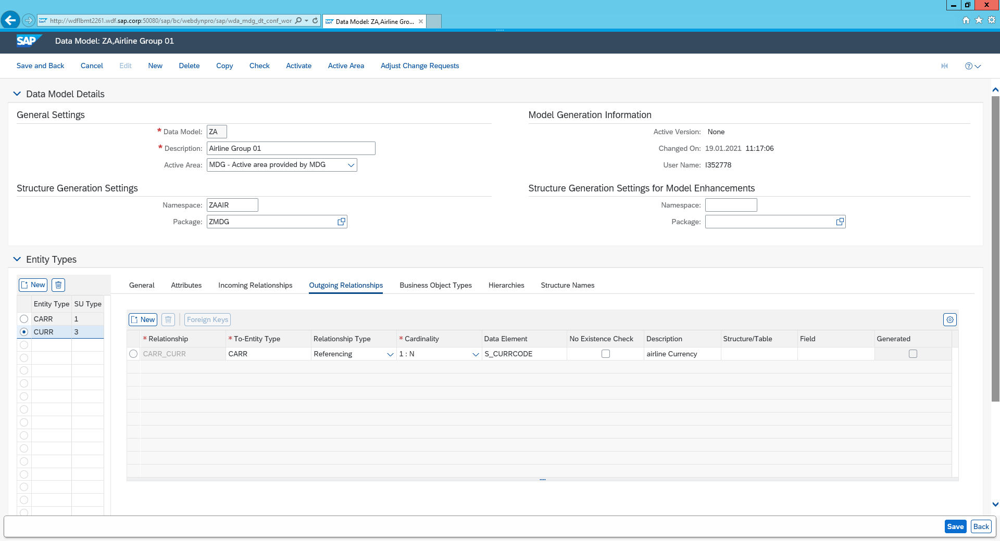 http://wdflbmt2261.wdf.sap.corp:50080/sap/bc/webdynpro/sap/wda_mdg_dt_conf_wor
Data Model: ZA,Airline Gro...
SAP Data Model: ZA,Airline Group 01
Save and Back Cancel Edit New Delete Copy Check Activate Active Area Adjust Change Requests
Data Model Details
General Settings
* Data Model: ZA
* Description: Airline Group 01
Active Area: MDG - Active area provided by MDG
Model Generation Information
Active Version: None
Changed On: 19.01.2021 11:17:06
User Name: I352778
Structure Generation Settings
Namespace: ZAAIR
Package: ZMDG
Structure Generation Settings for Model Enhancements
Namespace:
Package:
Entity Types
New
Entity Type SU Type
CARR 1
CURR 3
General Attributes Incoming Relationships Outgoing Relationships Business Object Types Hierarchies Structure Names
New Foreign Keys
* Relationship * To-Entity Type Relationship Type * Cardinality Data Element No Existence Check Description Structure/Table Field Generated
CARR_CURR CARR Referencing 1 : N S_CURRCODE airline Currency
Save Back